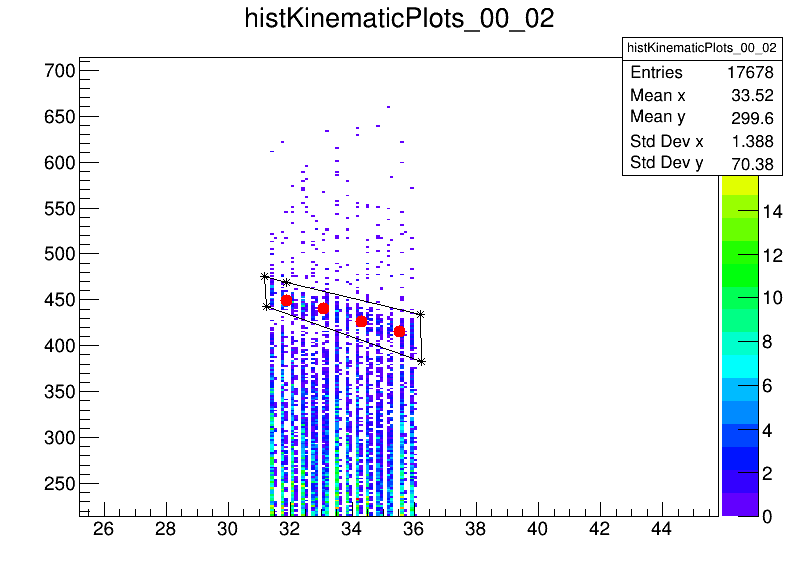 histKinematicPlots_00_02
histKinematicPlots_00_02
Entries 17678
Mean x 33.52
Mean y 299.6
Std Dev x 1.388
Std Dev y 70.38
700
650
600
550
500
450
400
350
300
250
14
12
10
8
6
4
2
0
26 28 30 32 34 36 38 40 42 44